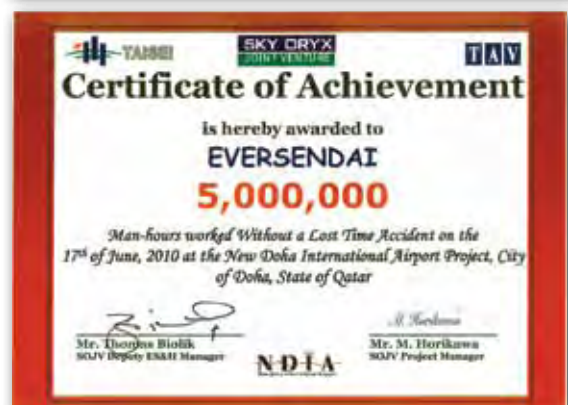 TAISEI
SKY ORYX
JOINT VENTURE
TAV
Certificate of Achievement
is hereby awarded to
EVERSENDAI
5,000,000
Man-hours worked Without a Lost Time Accident on the
17th of June, 2010 at the New Doha International Airport Project, City
of Doha, State of Qatar
M. Horikawa
Mr. Thomas Biolik
SOJV Deputy ES&H Manager
Mr. M. Horikawa
SOJV Project Manager
NDIA